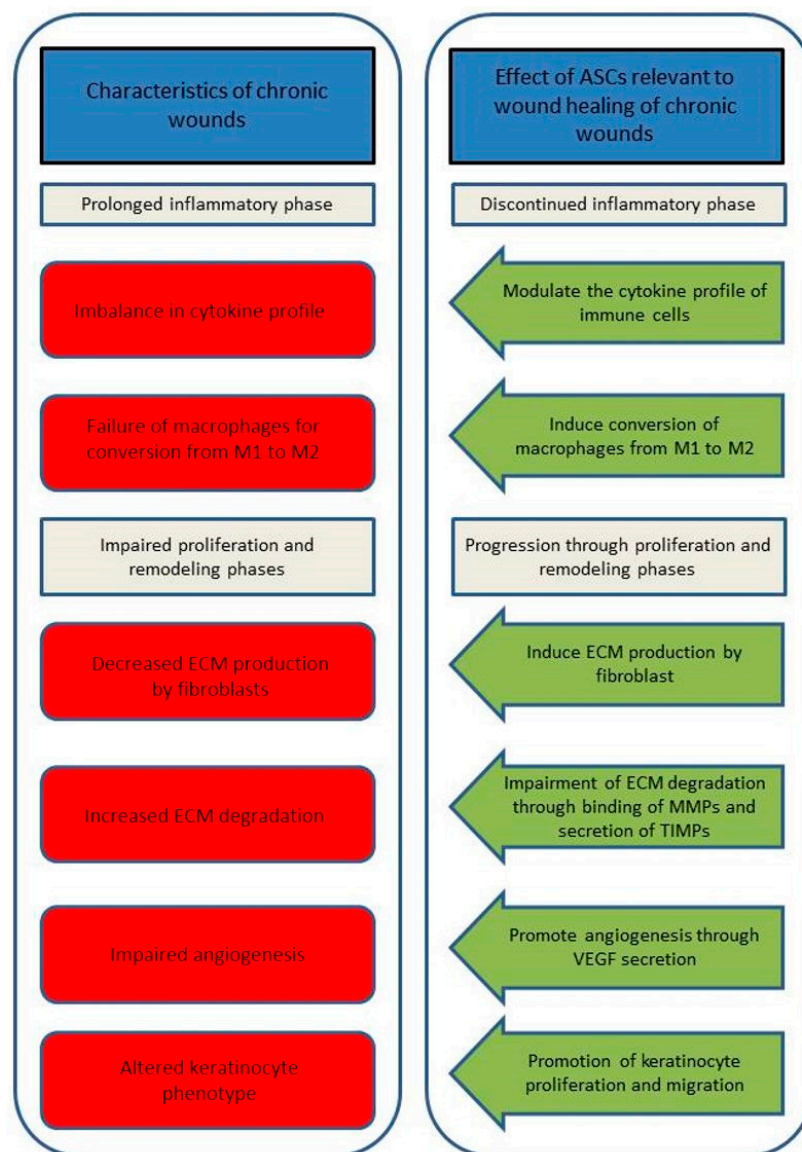 Characteristics of chronic
wounds
Prolonged inflammatory phase
Imbalance in cytokine profile
Failure of macrophages for
conversion from M1 to M2
Impaired proliferation and
remodeling phases
Decreased ECM production
by fibroblasts
Increased ECM degradation
Impaired angiogenesis
Altered keratinocyte
phenotype
Effect of ASCs relevant to
wound healing of chronic
wounds
Discontinued inflammatory phase
Modulate the cytokine profile of
immune cells
Induce conversion of
macrophages from M1 to M2
Progression through proliferation and
remodeling phases
Induce ECM production by
fibroblast
Impairment of ECM degradation
through binding of MMPs and
secretion of TIMPs
Promote angiogenesis through
VEGF secretion
Promotion of keratinocyte
proliferation and migration